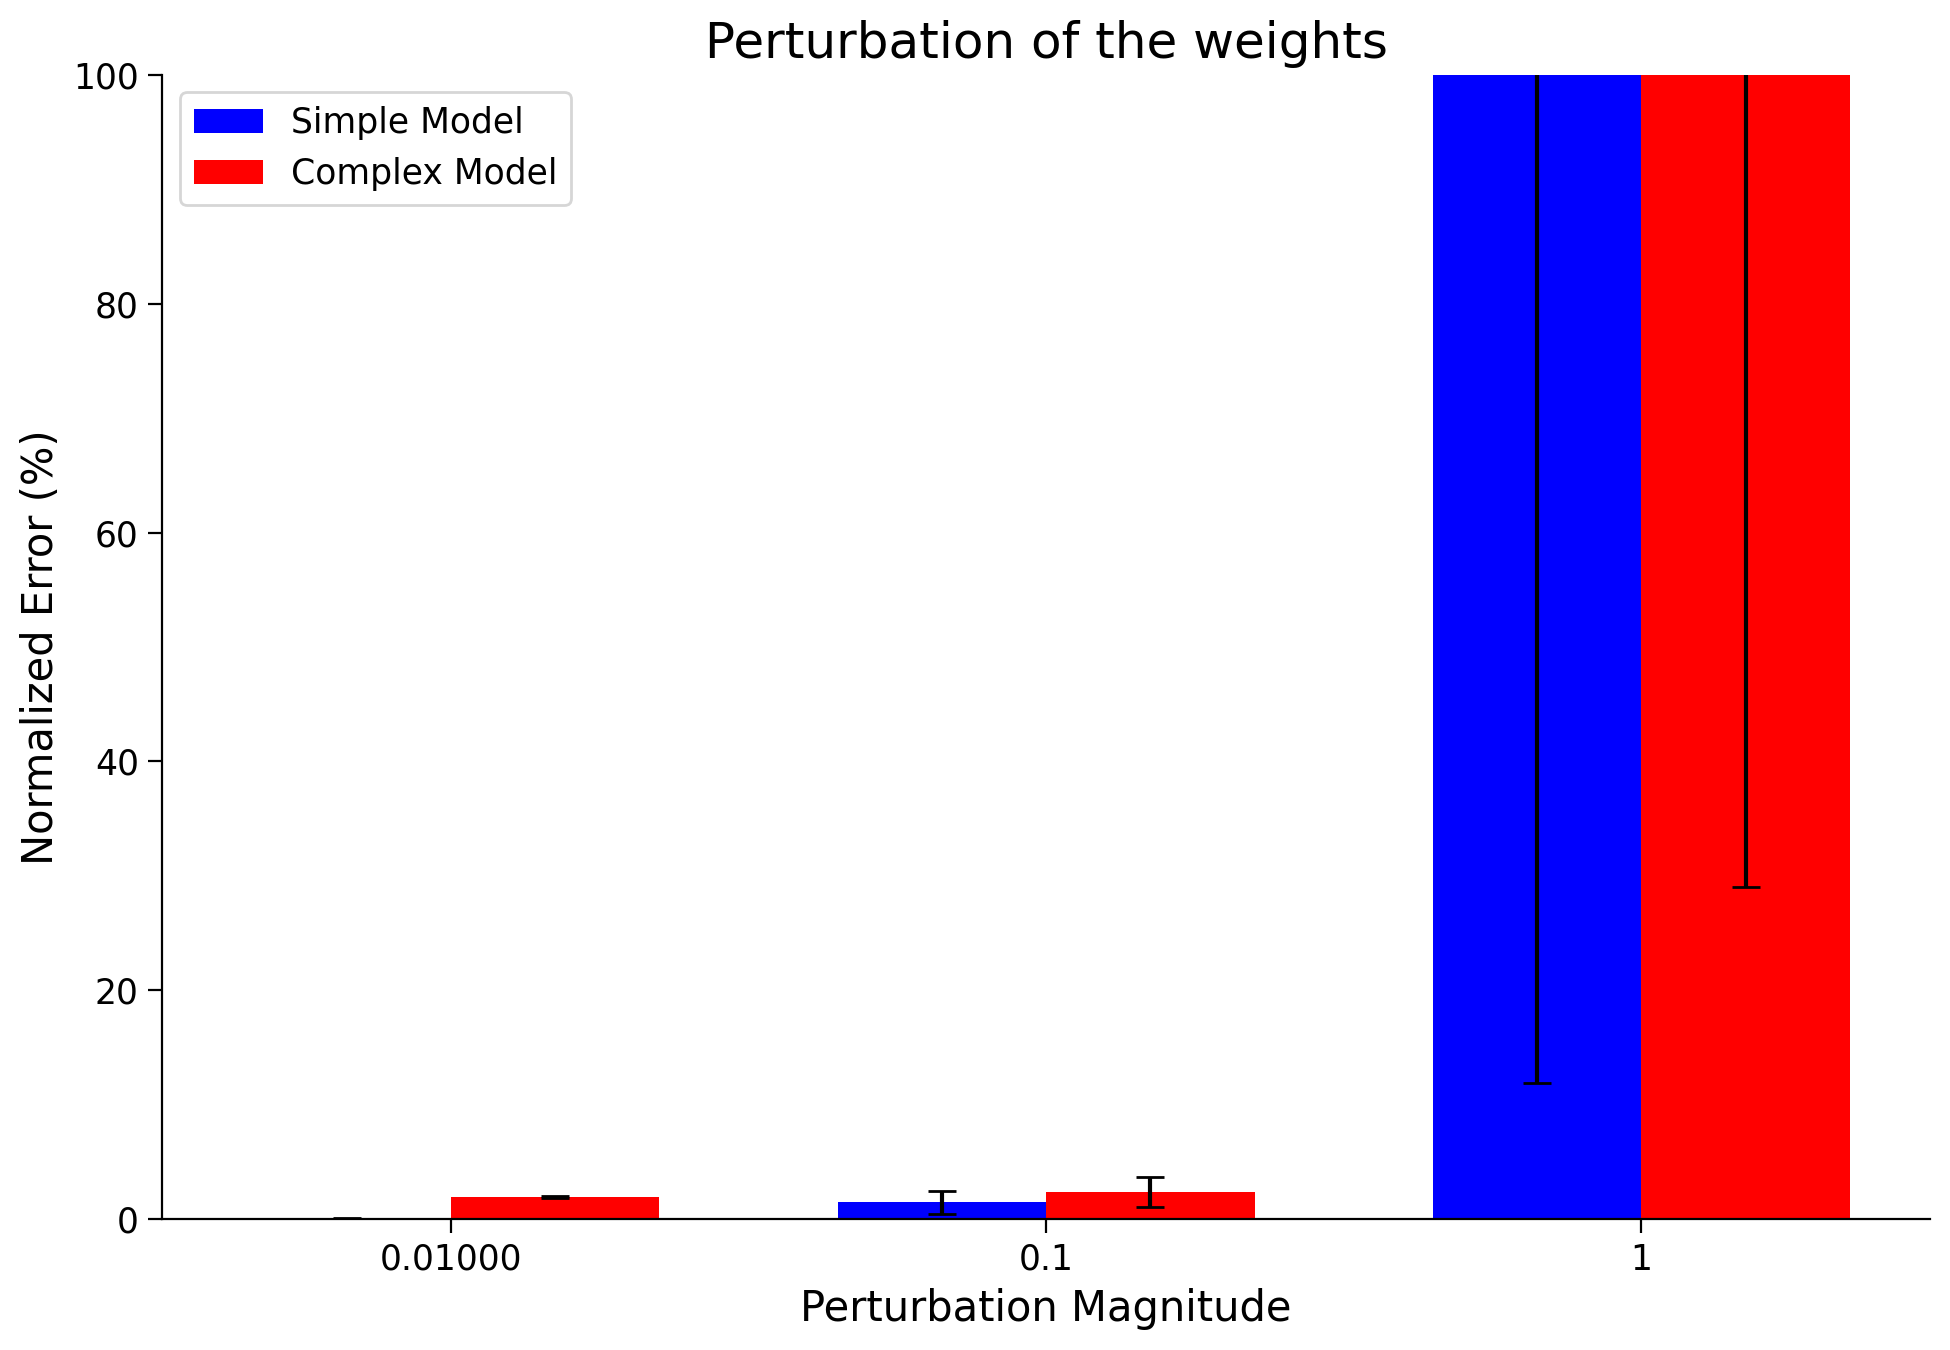 Perturbation of the weights
100
80
60
40
20
0
Normalized Error (%)
Simple Model
Complex Model
0.01000
0.1
1
Perturbation Magnitude